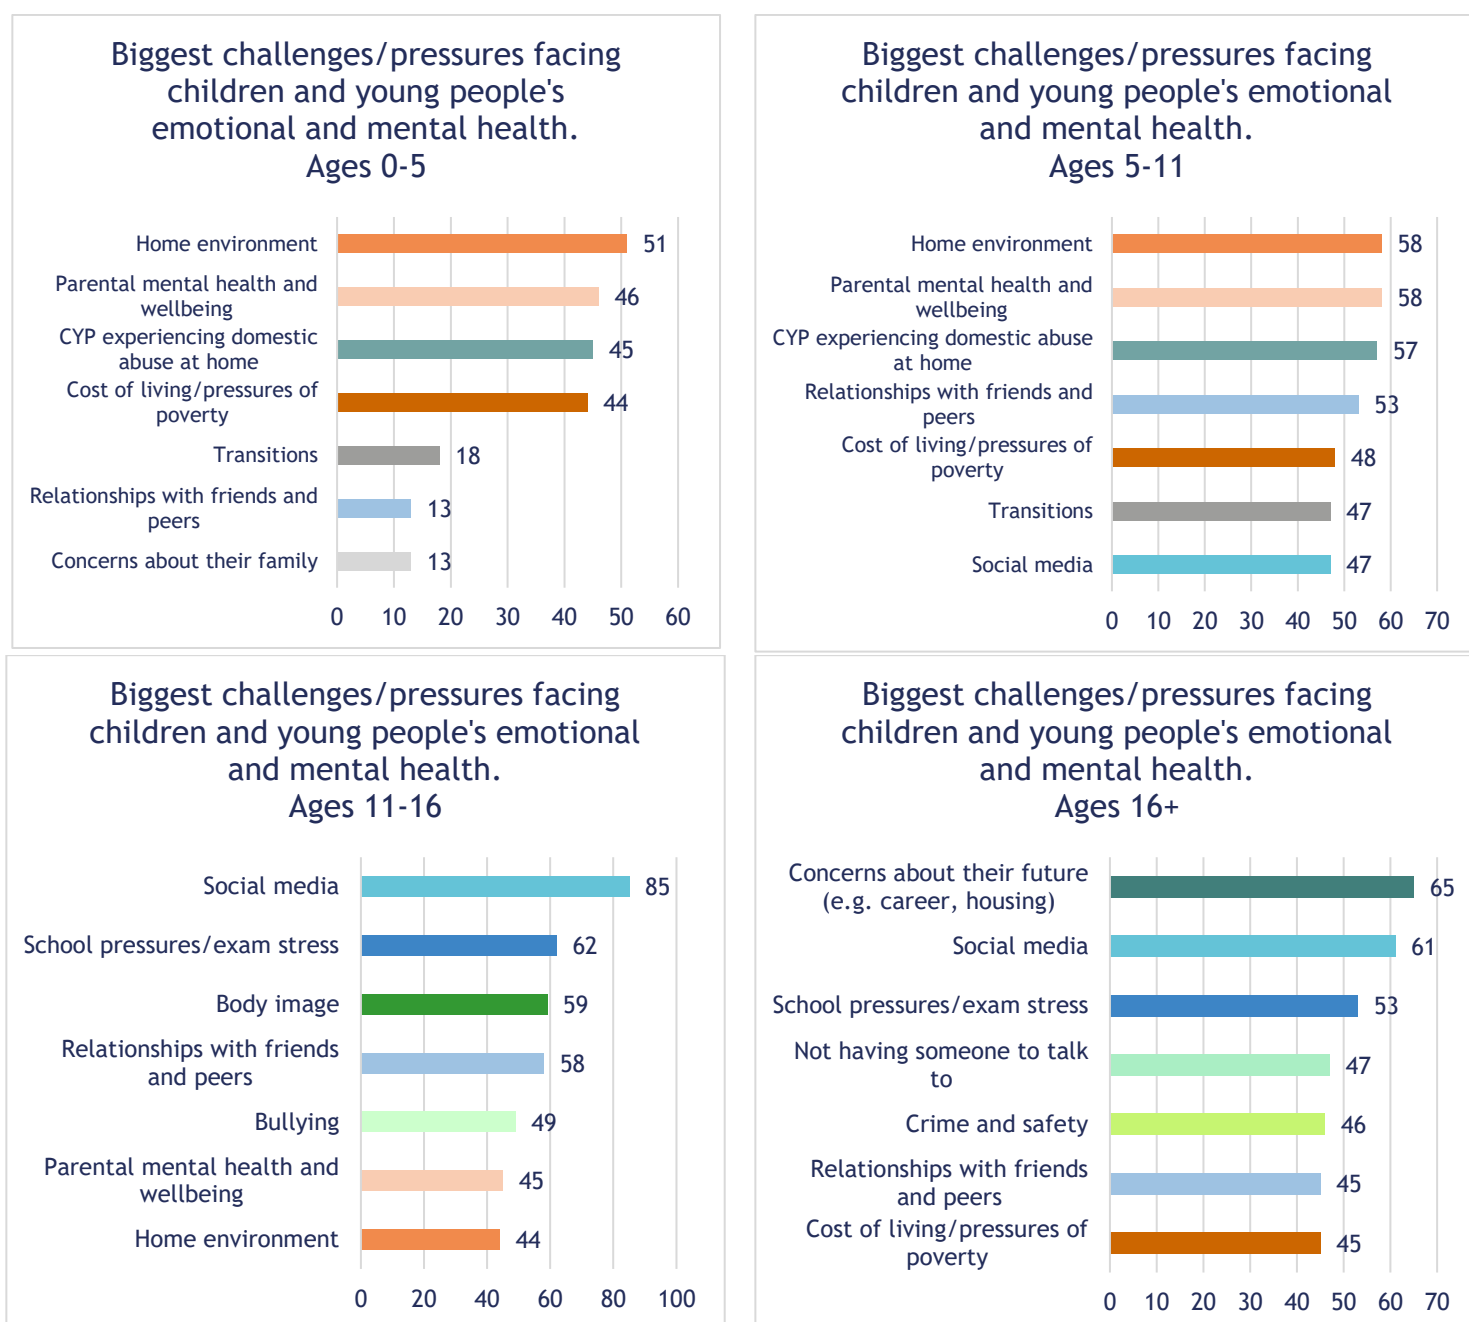 Biggest challenges/pressures facing
children and young people's
emotional and mental health.
Ages 0-5
Home environment
51
Parental mental health and
wellbeing
46
CYP experiencing domestic
abuse at home
45
Cost of living/pressures of
poverty
44
Transitions
18
Relationships with friends and
peers
13
Concerns about their family
13
0 10 20 30 40 50 60
Biggest challenges/pressures facing
children and young people's emotional
and mental health.
Ages 5-11
Home environment
58
Parental mental health and
wellbeing
58
CYP experiencing domestic abuse
at home
57
Relationships with friends and
peers
53
Cost of living/pressures of
poverty
48
Transitions
47
Social media
47
0 10 20 30 40 50 60 70
Biggest challenges/pressures facing
children and young people's emotional
and mental health.
Ages 11-16
Social media
85
School pressures/exam stress
62
Body image
59
Relationships with friends
and peers
58
Bullying
49
Parental mental health and
wellbeing
45
Home environment
44
0 20 40 60 80 100
Biggest challenges/pressures facing
children and young people's emotional
and mental health.
Ages 16+
Concerns about their future
(e.g. career, housing)
65
Social media
61
School pressures/exam stress
53
Not having someone to talk
to
47
Crime and safety
46
Relationships with friends
and peers
45
Cost of living/pressures of
poverty
45
0 10 20 30 40 50 60 70